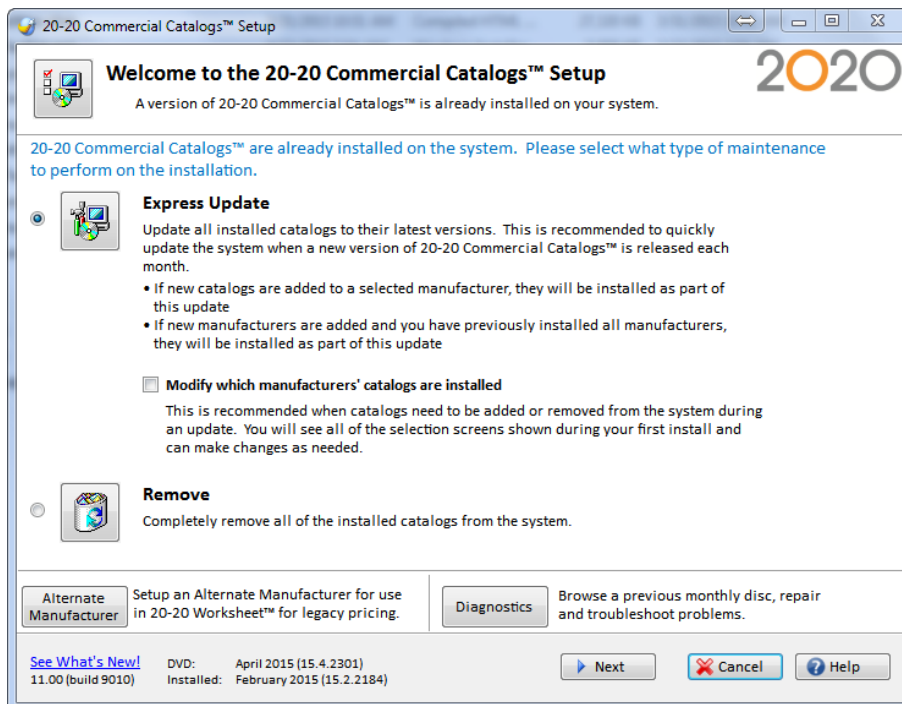 20-20 Commercial Catalogs™ Setup
Welcome to the 20-20 Commercial Catalogs™ Setup
2020
A version of 20-20 Commercial Catalogs™ is already installed on your system.
20-20 Commercial Catalogs™ are already installed on the system. Please select what type of maintenance
to perform on the installation.
Express Update
Update all installed catalogs to their latest versions. This is recommended to quickly
update the system when a new version of 20-20 Commercial Catalogs™ is released each
month.
• If new catalogs are added to a selected manufacturer, they will be installed as part of
this update
• If new manufacturers are added and you have previously installed all manufacturers,
they will be installed as part of this update
Modify which manufacturers' catalogs are installed
This is recommended when catalogs need to be added or removed from the system during
an update. You will see all of the selection screens shown during your first install and
can make changes as needed.
Remove
Completely remove all of the installed catalogs from the system.
Alternate
Manufacturer
Setup an Alternate Manufacturer for use
in 20-20 Worksheet™ for legacy pricing.
Diagnostics
Browse a previous monthly disc, repair
and troubleshoot problems.
See What's New!
11.00 (build 9010)
DVD: April 2015 (15.4.2301)
Installed: February 2015 (15.2.2184)
Next
Cancel
Help